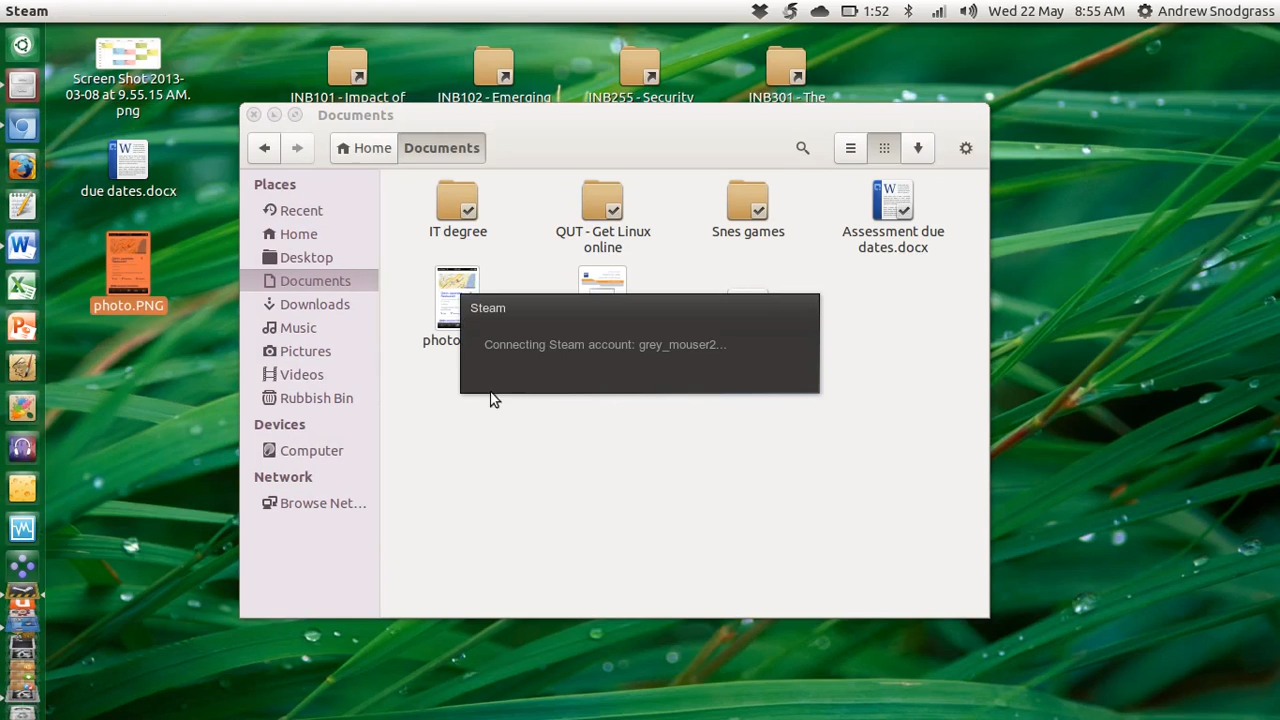 Steam
1:52
Wed 22 May
8:55 AM
Andrew Snodgrass
Screen Shot 2013-
03-08 at 9.55.15 AM.
png
due dates.docx
photo.PNG
INB101 - Impact of
INB102 - Emerging
INB255 - Security
INB301 - The
Documents
Home
Documents
Places
Recent
Home
Desktop
Documents
Downloads
Music
Pictures
Videos
Rubbish Bin
Devices
Computer
Network
Browse Net...
IT degree
QUT - Get Linux
online
Snes games
Assessment due
dates.docx
photo
Steam
Connecting Steam account: grey_mouser2...